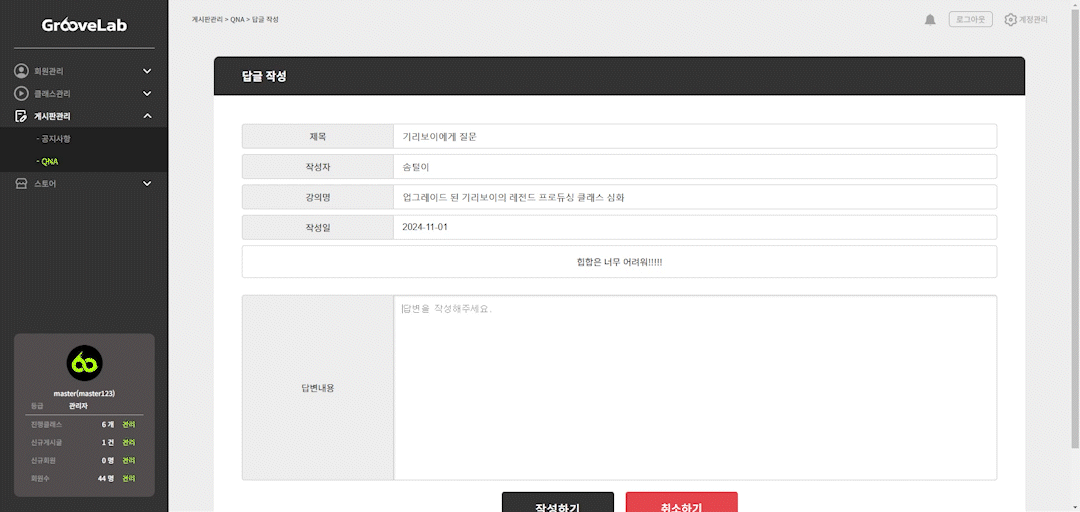 GrooveLab
게시판관리 > QNA > 답글 작성
로그아웃
계정관리
회원관리
클래스관리
게시판관리
- 공지사항
- QNA
스토어
답글 작성
제목 기리보이에게 질문
작성자 솜털이
강의명 업그레이드 된 기리보이의 레전드 프로듀싱 클래스 심화
작성일 2024-11-01
힙합은 너무 어려워!!!!!
답변내용 답변을 작성해주세요.
작성하기 취소하기
master(master123)
등급 관리자
진행클래스 6 개 관리
신규게시글 1 건 관리
신규회원 0 명 관리
회원수 44 명 관리